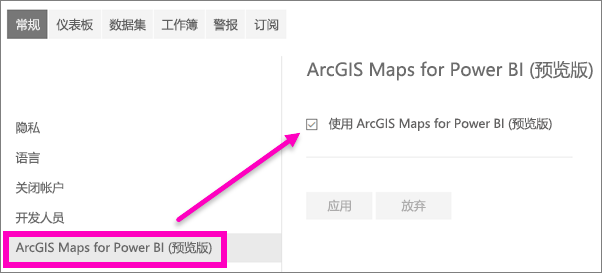 常规 仪表板 数据集 工作簿 警报 订阅
ArcGIS Maps for Power BI (预览版)
使用 ArcGIS Maps for Power BI (预览版)
隐私
语言
关闭帐户
开发人员
ArcGIS Maps for Power BI (预览版)
应用 放弃